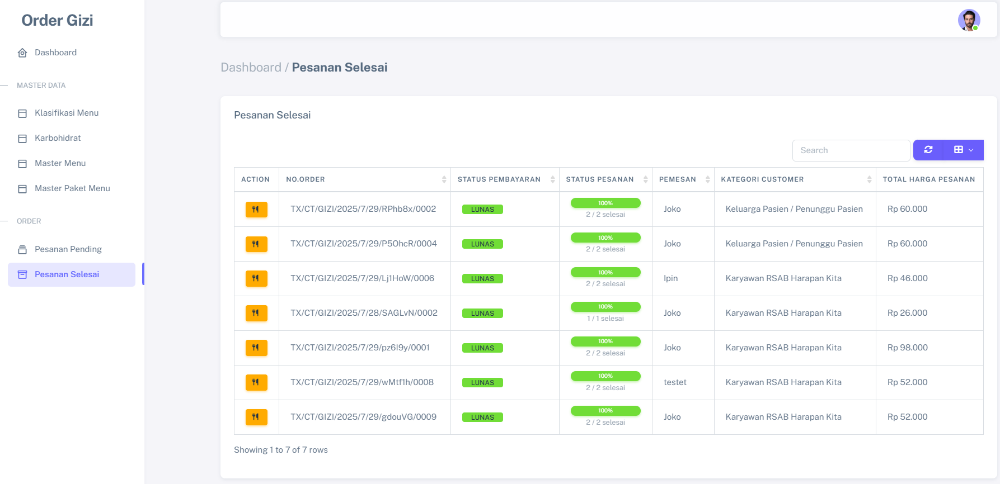 Order Gizi
Dashboard
MASTER DATA
Klasifikasi Menu
Karbohidrat
Master Menu
Master Paket Menu
ORDER
Pesanan Pending
Pesanan Selesai
Dashboard / Pesanan Selesai
Pesanan Selesai
Search
ACTION NO.ORDER STATUS PEMBAYARAN STATUS PESANAN PEMESAN KATEGORI CUSTOMER TOTAL HARGA PESANAN
TX/CT/GIZI/2025/7/29/RPhb8x/0002 LUNAS 100% 2 / 2 selesai Joko Keluarga Pasien / Penunggu Pasien Rp 60.000
TX/CT/GIZI/2025/7/29/P5OhcR/0004 LUNAS 100% 2 / 2 selesai Joko Keluarga Pasien / Penunggu Pasien Rp 60.000
TX/CT/GIZI/2025/7/29/Lj1HoW/0006 LUNAS 100% 2 / 2 selesai Ipin Karyawan RSAB Harapan Kita Rp 46.000
TX/CT/GIZI/2025/7/28/SAGLvN/0002 LUNAS 100% 1 / 1 selesai Joko Karyawan RSAB Harapan Kita Rp 26.000
TX/CT/GIZI/2025/7/29/pz6I9y/0001 LUNAS 100% 2 / 2 selesai Joko Karyawan RSAB Harapan Kita Rp 98.000
TX/CT/GIZI/2025/7/29/wMtf1h/0008 LUNAS 100% 2 / 2 selesai testet Karyawan RSAB Harapan Kita Rp 52.000
TX/CT/GIZI/2025/7/29/gdouVG/0009 LUNAS 100% 2 / 2 selesai Joko Karyawan RSAB Harapan Kita Rp 52.000
Showing 1 to 7 of 7 rows